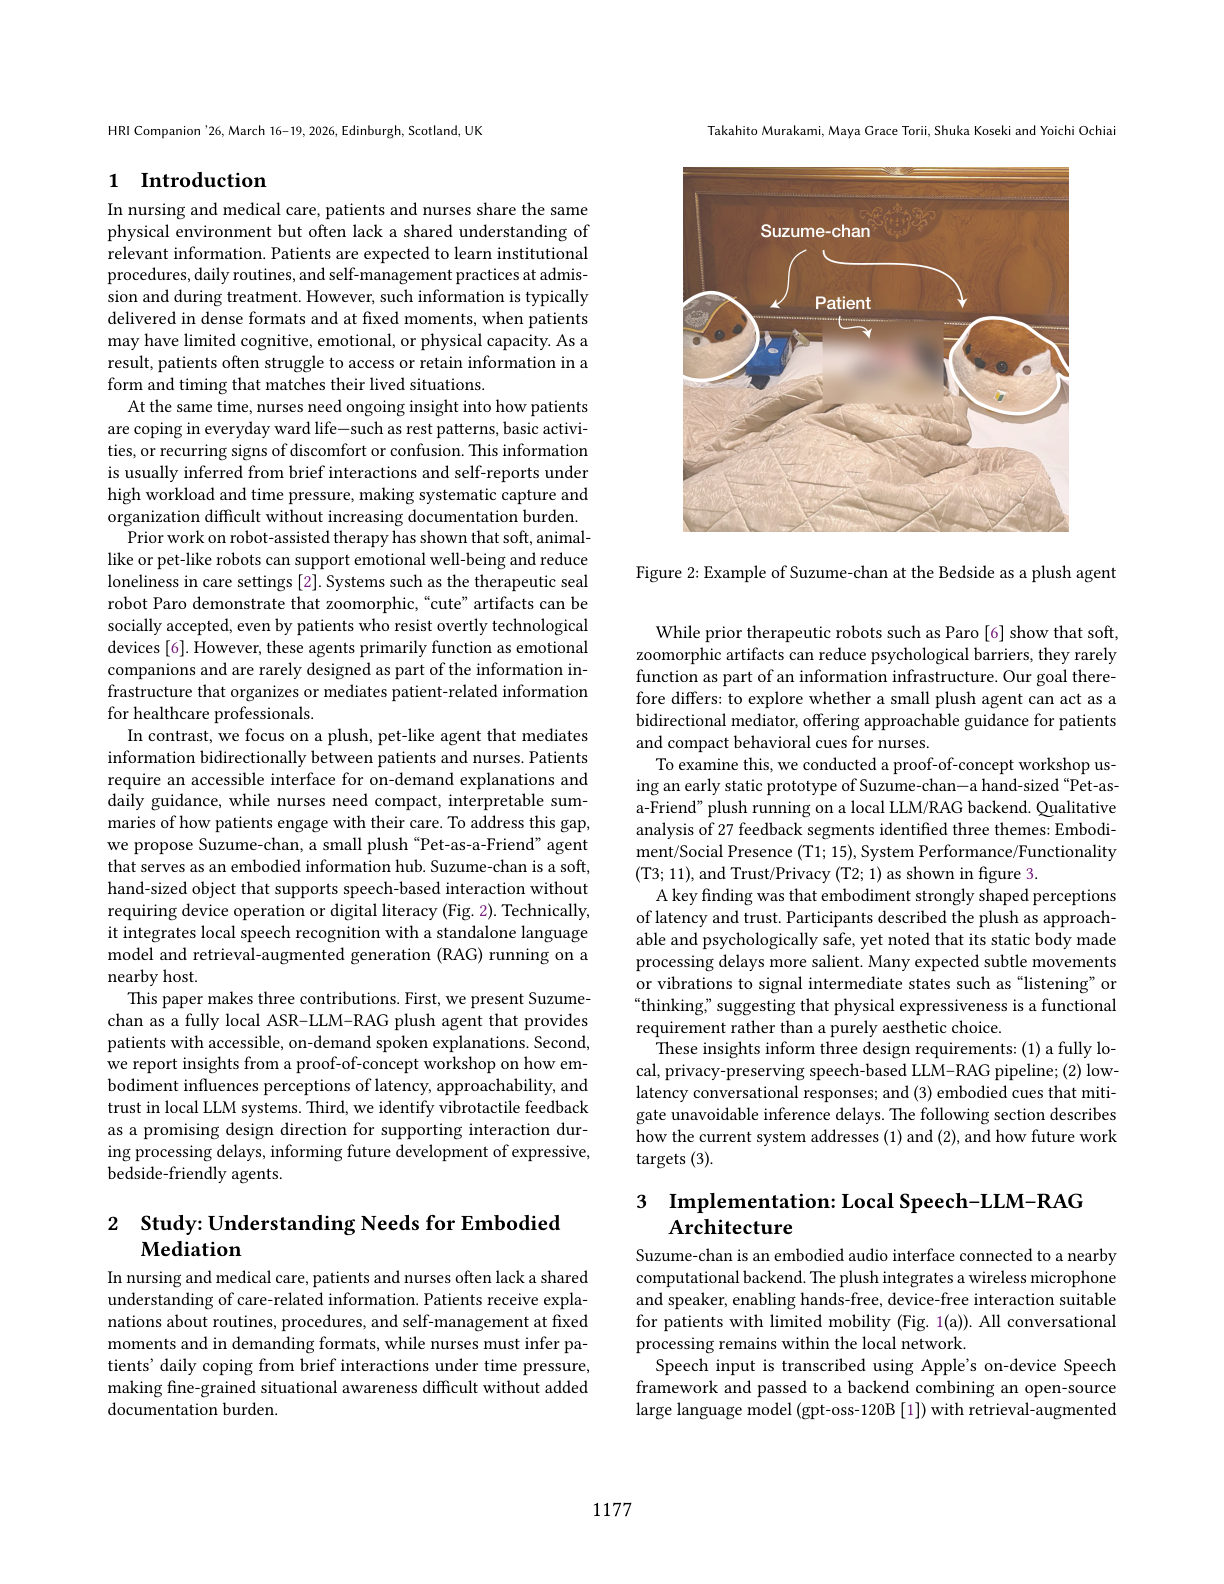 HRI Companion ’26, March 16–19, 2026, Edinburgh, Scotland, UK
Takahito Murakami, Maya Grace Torii, Shuka Koseki and Yoichi Ochiai
1 Introduction
In nursing and medical care, patients and nurses share the same
physical environment but often lack a shared understanding of
relevant information. Patients are expected to learn institutional
procedures, daily routines, and self-management practices at admis-
sion and during treatment. However, such information is typically
delivered in dense formats and at fixed moments, when patients
may have limited cognitive, emotional, or physical capacity. As a
result, patients often struggle to access or retain information in a
form and timing that matches their lived situations.
At the same time, nurses need ongoing insight into how patients
are coping in everyday ward life—such as rest patterns, basic activi-
ties, or recurring signs of discomfort or confusion. This information
is usually inferred from brief interactions and self-reports under
high workload and time pressure, making systematic capture and
organization difficult without increasing documentation burden.
Prior work on robot-assisted therapy has shown that soft, animal-
like or pet-like robots can support emotional well-being and reduce
loneliness in care settings [2]. Systems such as the therapeutic seal
robot Paro demonstrate that zoomorphic, “cute” artifacts can be
socially accepted, even by patients who resist overtly technological
devices [6]. However, these agents primarily function as emotional
companions and are rarely designed as part of the information in-
frastructure that organizes or mediates patient-related information
for healthcare professionals.
In contrast, we focus on a plush, pet-like agent that mediates
information bidirectionally between patients and nurses. Patients
require an accessible interface for on-demand explanations and
daily guidance, while nurses need compact, interpretable sum-
maries of how patients engage with their care. To address this gap,
we propose Suzume-chan, a small plush “Pet-as-a-Friend” agent
that serves as an embodied information hub. Suzume-chan is a soft,
hand-sized object that supports speech-based interaction without
requiring device operation or digital literacy (Fig. 2). Technically,
it integrates local speech recognition with a standalone language
model and retrieval-augmented generation (RAG) running on a
nearby host.
This paper makes three contributions. First, we present Suzume-
chan as a fully local ASR–LLM–RAG plush agent that provides
patients with accessible, on-demand spoken explanations. Second,
we report insights from a proof-of-concept workshop on how em-
bodiment influences perceptions of latency, approachability, and
trust in local LLM systems. Third, we identify vibrotactile feedback
as a promising design direction for supporting interaction dur-
ing processing delays, informing future development of expressive,
bedside-friendly agents.
2 Study: Understanding Needs for Embodied
Mediation
In nursing and medical care, patients and nurses often lack a shared
understanding of care-related information. Patients receive expla-
nations about routines, procedures, and self-management at fixed
moments and in demanding formats, while nurses must infer pa-
tients’ daily coping from brief interactions under time pressure,
making fine-grained situational awareness difficult without added
documentation burden.
Suzume-chan
Patient
Figure 2: Example of Suzume-chan at the Bedside as a plush agent
While prior therapeutic robots such as Paro [6] show that soft,
zoomorphic artifacts can reduce psychological barriers, they rarely
function as part of an information infrastructure. Our goal there-
fore differs: to explore whether a small plush agent can act as a
bidirectional mediator, offering approachable guidance for patients
and compact behavioral cues for nurses.
To examine this, we conducted a proof-of-concept workshop us-
ing an early static prototype of Suzume-chan—a hand-sized “Pet-as-
a-Friend” plush running on a local LLM/RAG backend. Qualitative
analysis of 27 feedback segments identified three themes: Embodi-
ment/Social Presence (T1; 15), System Performance/Functionality
(T3; 11), and Trust/Privacy (T2; 1) as shown in figure 3.
A key finding was that embodiment strongly shaped perceptions
of latency and trust. Participants described the plush as approach-
able and psychologically safe, yet noted that its static body made
processing delays more salient. Many expected subtle movements
or vibrations to signal intermediate states such as “listening” or
“thinking,” suggesting that physical expressiveness is a functional
requirement rather than a purely aesthetic choice.
These insights inform three design requirements: (1) a fully lo-
cal, privacy-preserving speech-based LLM–RAG pipeline; (2) low-
latency conversational responses; and (3) embodied cues that miti-
gate unavoidable inference delays. The following section describes
how the current system addresses (1) and (2), and how future work
targets (3).
3 Implementation: Local Speech–LLM–RAG
Architecture
Suzume-chan is an embodied audio interface connected to a nearby
computational backend. The plush integrates a wireless microphone
and speaker, enabling hands-free, device-free interaction suitable
for patients with limited mobility (Fig. 1(a)). All conversational
processing remains within the local network.
Speech input is transcribed using Apple’s on-device Speech
framework and passed to a backend combining an open-source
large language model (gpt-oss-120B [1]) with retrieval-augmented
1177